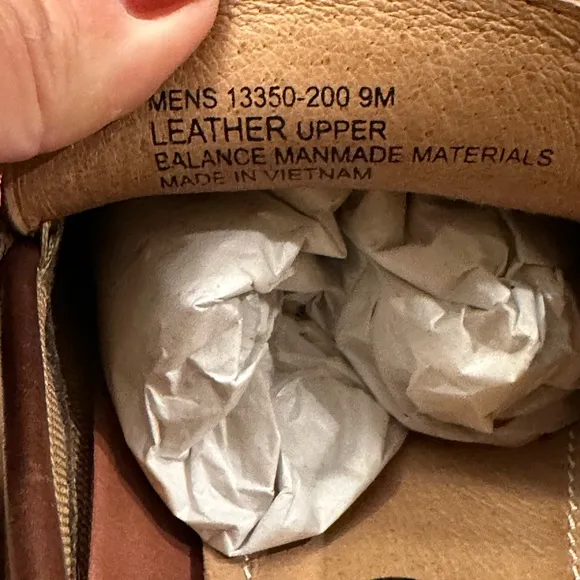 MENS 13350-200 9M
LEATHER UPPER
BALANCE MANMADE MATERIALS
MADE IN VIETNAM